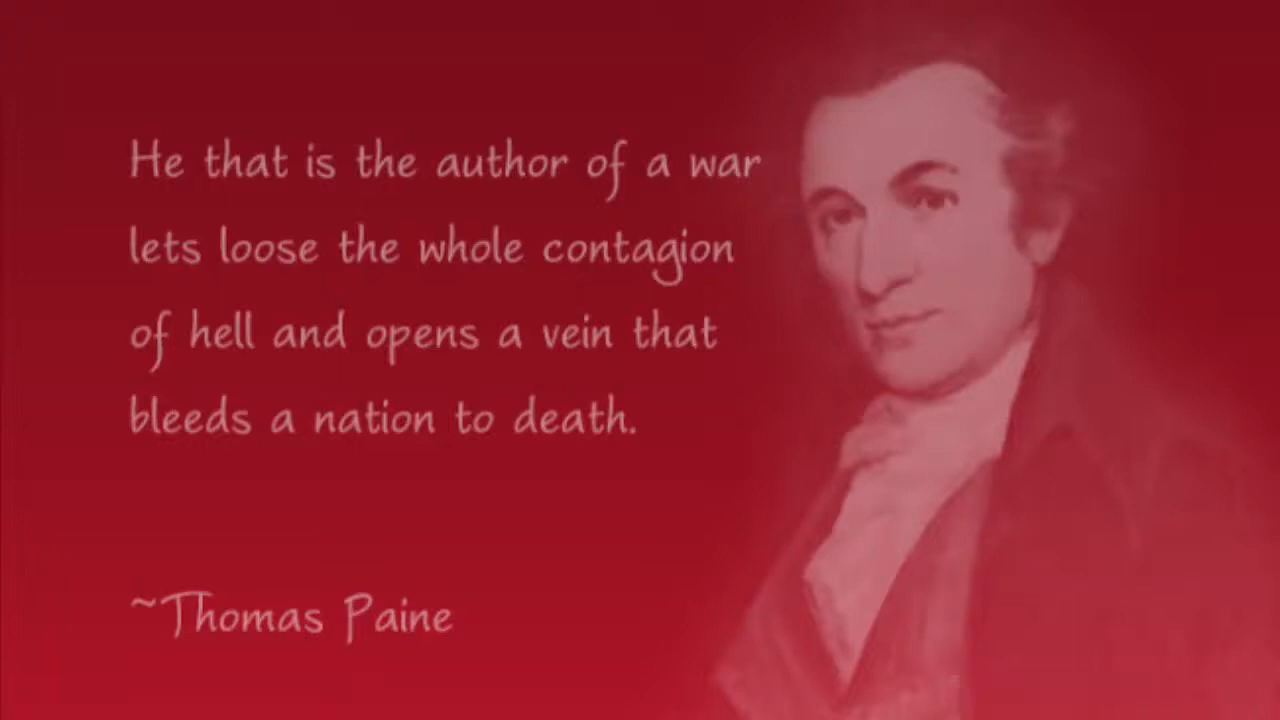 He that is the author of a war
lets loose the whole contagion
of hell and opens a vein that
bleeds a nation to death.
~Thomas Paine